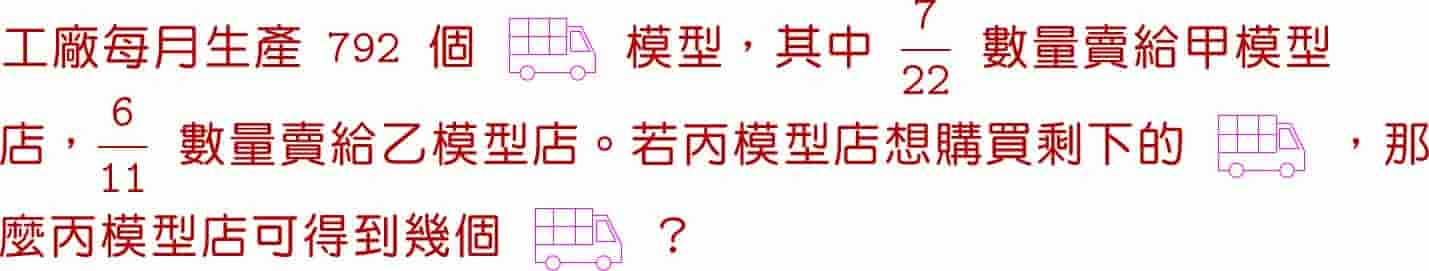 工廠每月生產 792 個 模型，其中 7/22 數量賣給甲模型
店，6/11 數量賣給乙模型店。若丙模型店想購買剩下的 ，那
麼丙模型店可得到幾個 ？